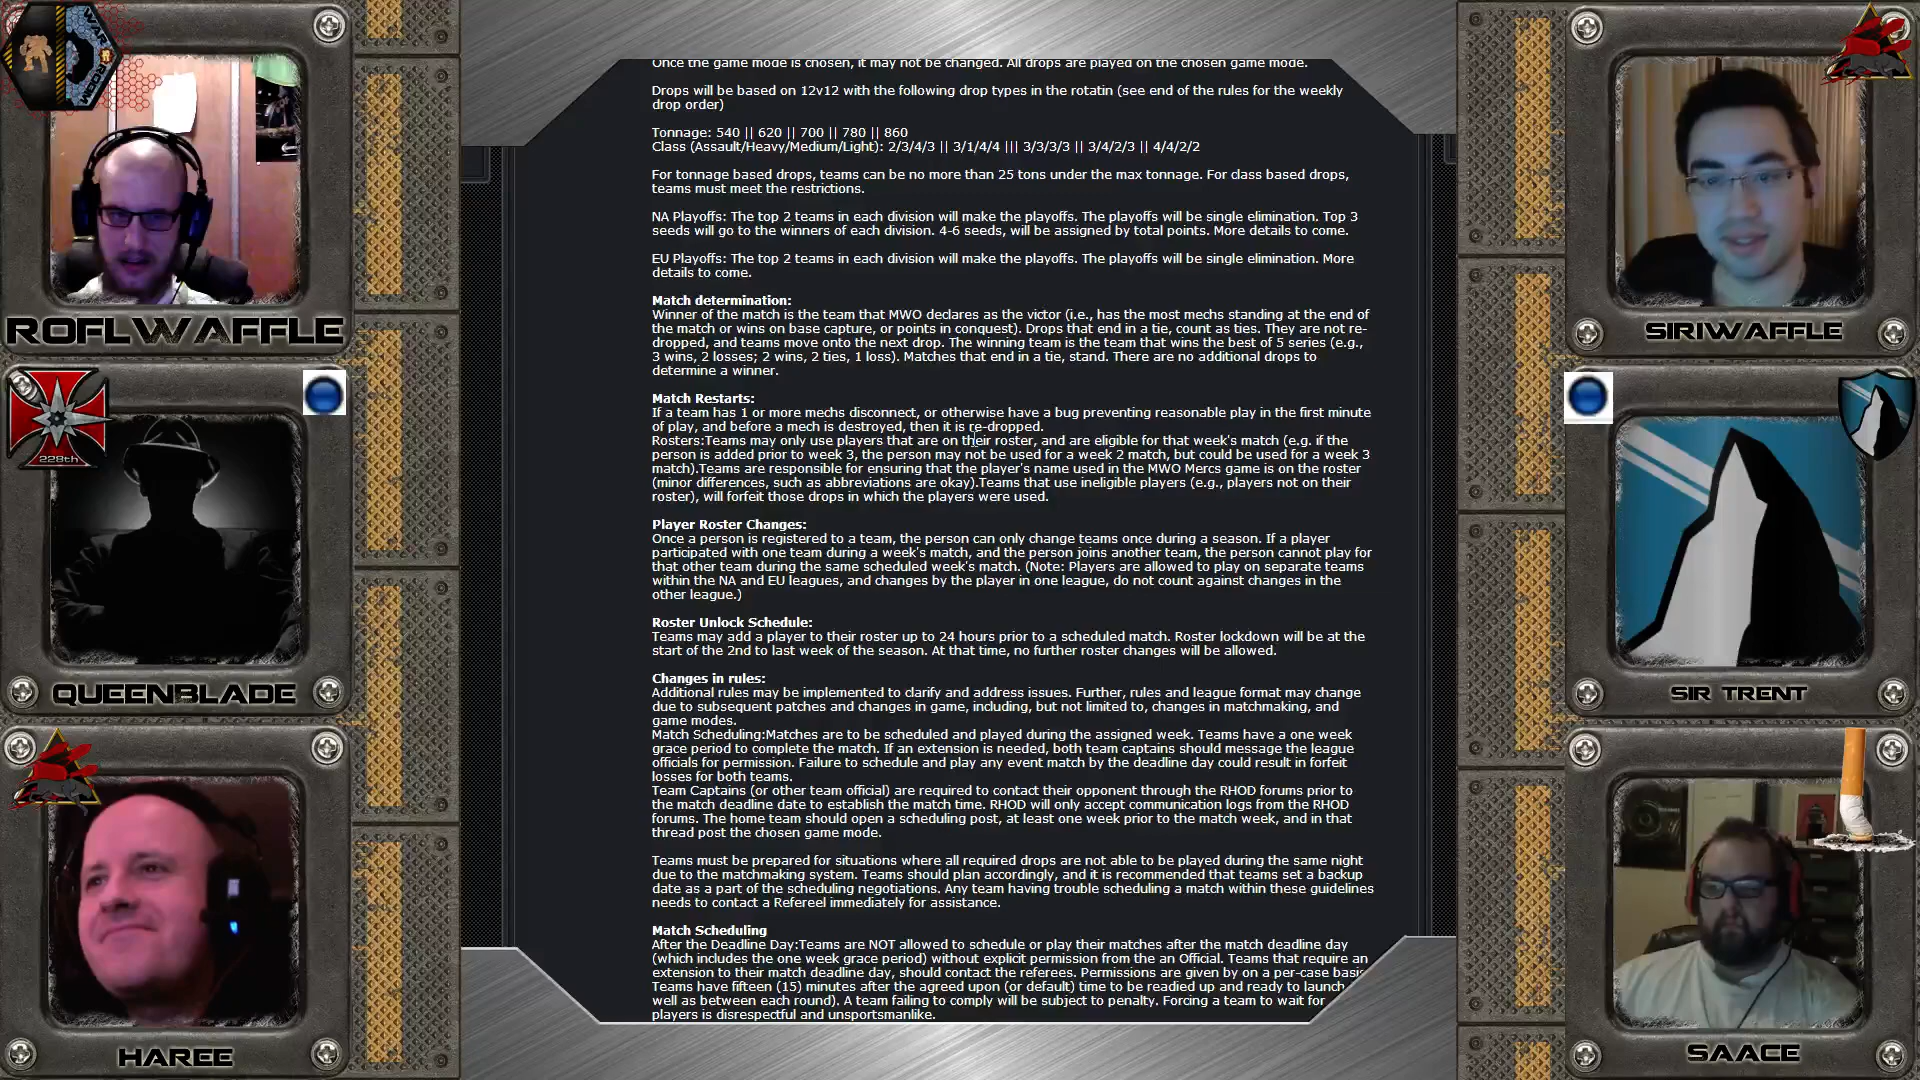 Once the game mode is chosen, it may not be changed. All drops are played on the chosen game mode.
Drops will be based on 12v12 with the following drop types in the rotatin (see end of the rules for the weekly
drop order)
Tonnage: 540 || 620 || 700 || 780 || 860
Class (Assault/Heavy/Medium/Light): 2/3/4/3 || 3/1/4/4 ||| 3/3/3/3 || 3/4/2/3 || 4/4/2/2
For tonnage based drops, teams can be no more than 25 tons under the max tonnage. For class based drops,
teams must meet the restrictions.
NA Playoffs: The top 2 teams in each division will make the playoffs. The playoffs will be single elimination. Top 3
seeds will go to the winners of each division. 4-6 seeds, will be assigned by total points. More details to come.
EU Playoffs: The top 2 teams in each division will make the playoffs. The playoffs will be single elimination. More
details to come.
Match determination:
Winner of the match is the team that MWO declares as the victor (i.e., has the most mechs standing at the end of
the match or wins on base capture, or points in conquest). Drops that end in a tie, count as ties. They are not re-
dropped, and teams move onto the next drop. The winning team is the team that wins the best of 5 series (e.g.,
3 wins, 2 losses; 2 wins, 2 ties, 1 loss). Matches that end in a tie, stand. There are no additional drops to
determine a winner.
Match Restarts:
If a team has 1 or more mechs disconnect, or otherwise have a bug preventing reasonable play in the first minute
of play, and before a mech is destroyed, then it is re-dropped.
Rosters:Teams may only use players that are on their roster, and are eligible for that week's match (e.g. if the
person is added prior to week 3, the person may not be used for a week 2 match, but could be used for a week 3
match).Teams are responsible for ensuring that the player's name used in the MWO Mercs game is on the roster
(minor differences, such as abbreviations are okay).Teams that use ineligible players (e.g., players not on their
roster), will forfeit those drops in which the players were used.
Player Roster Changes:
Once a person is registered to a team, the person can only change teams once during a season. If a player
participated with one team during a week's match, and the person joins another team, the person cannot play for
that other team during the same scheduled week's match. (Note: Players are allowed to play on separate teams
within the NA and EU leagues, and changes by the player in one league, do not count against changes in the
other league.)
Roster Unlock Schedule:
Teams may add a player to their roster up to 24 hours prior to a scheduled match. Roster lockdown will be at the
start of the 2nd to last week of the season. At that time, no further roster changes will be allowed.
Changes in rules:
Additional rules may be implemented to clarify and address issues. Further, rules and league format may change
due to subsequent patches and changes in game, including, but not limited to, changes in matchmaking, and
game modes.
Match Scheduling:Matches are to be scheduled and played during the assigned week. Teams have a one week
grace period to complete the match. If an extension is needed, both team captains should message the league
officials for permission. Failure to schedule and play any event match by the deadline day could result in forfeit
losses for both teams.
Team Captains (or other team official) are required to contact their opponent through the RHOD forums prior to
the match deadline date to establish the match time. RHOD will only accept communication logs from the RHOD
forums. The home team should open a scheduling post, at least one week prior to the match week, and in that
thread post the chosen game mode.
Teams must be prepared for situations where all required drops are not able to be played during the same night
due to the matchmaking system. Teams should plan accordingly, and it is recommended that teams set a backup
date as a part of the scheduling negotiations. Any team having trouble scheduling a match within these guidelines
needs to contact a Refereel immediately for assistance.
Match Scheduling
After the Deadline Day:Teams are NOT allowed to schedule or play their matches after the match deadline day
(which includes the one week grace period) without explicit permission from the an Official. Teams that require an
extension to their match deadline day, should contact the referees. Permissions are given by on a per-case basis
Teams have fifteen (15) minutes after the agreed upon (or default) time to be readied up and ready to launch
well as between each round). A team failing to comply will be subject to penalty. Forcing a team to wait for
players is disrespectful and unsportsmanlike.
ROFLWAFFLE
228th
QUEENBLADE
HAREE
SIRIWAFFLE
SIR TRENT
SAACE